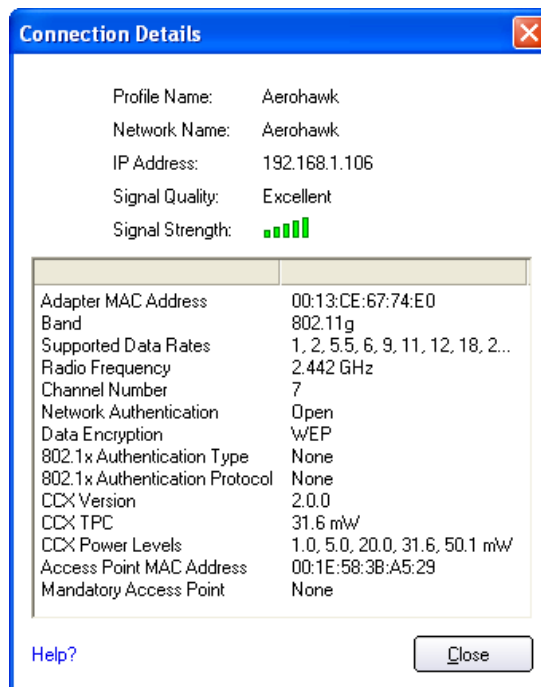 Connection Details
Profile Name: Aerohawk
Network Name: Aerohawk
IP Address: 192.168.1.106
Signal Quality: Excellent
Signal Strength:
Adapter MAC Address 00:13:CE:67:74:E0
Band 802.11g
Supported Data Rates 1, 2, 5.5, 6, 9, 11, 12, 18, 2...
Radio Frequency 2.442 GHz
Channel Number 7
Network Authentication Open
Data Encryption WEP
802.1x Authentication Type None
802.1x Authentication Protocol None
CCX Version 2.0.0
CCX TPC 31.6 mW
CCX Power Levels 1.0, 5.0, 20.0, 31.6, 50.1 mW
Access Point MAC Address 00:1E:58:3B:A5:29
Mandatory Access Point None
Help? Close